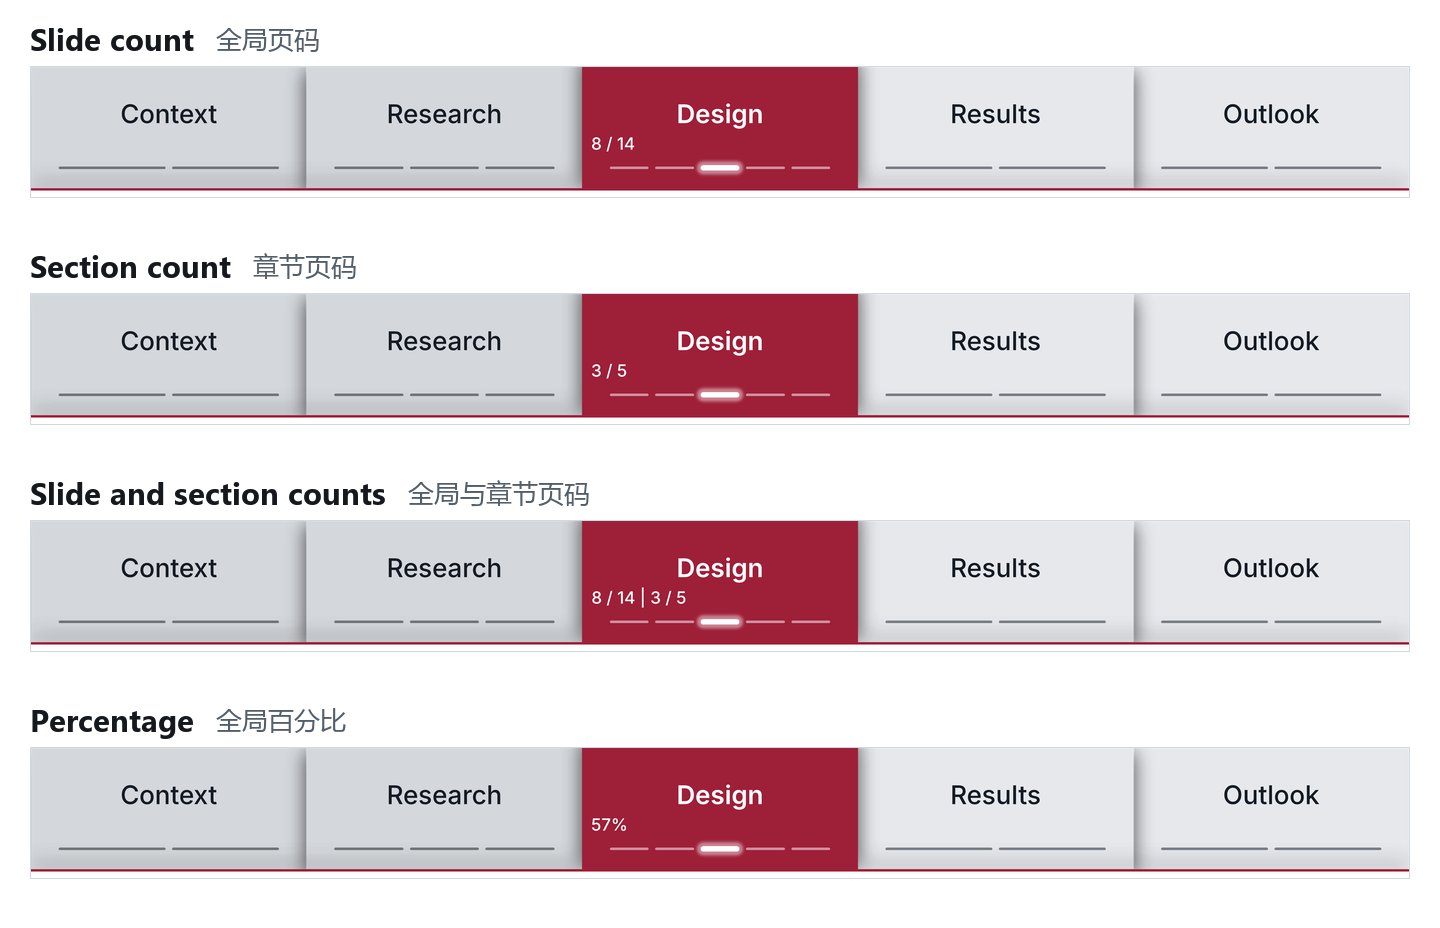 Slide count 全局页码
Context Research Design Results Outlook
8 / 14
Section count 章节页码
Context Research Design Results Outlook
3 / 5
Slide and section counts 全局与章节页码
Context Research Design Results Outlook
8 / 14 | 3 / 5
Percentage 全局百分比
Context Research Design Results Outlook
57%